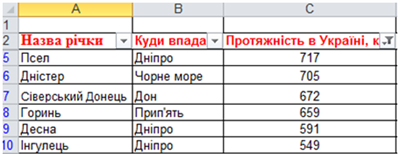 A B C
1
2 Назва річки Куди впада Протяжність в Україні, к
5 Псел Дніпро 717
6 Дністер Чорне море 705
7 Сіверський Донець Дон 672
8 Горинь Прип'ять 659
9 Десна Дніпро 591
10 Інгулець Дніпро 549